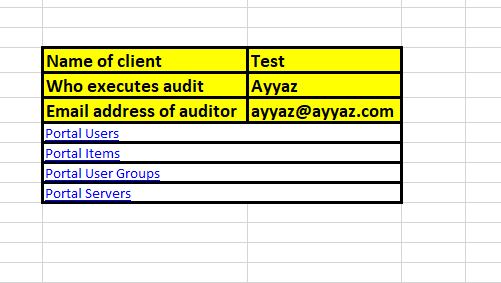 Name of client Test
Who executes audit Ayyaz
Email address of auditor ayyaz@ayyaz.com
Portal Users
Portal Items
Portal User Groups
Portal Servers